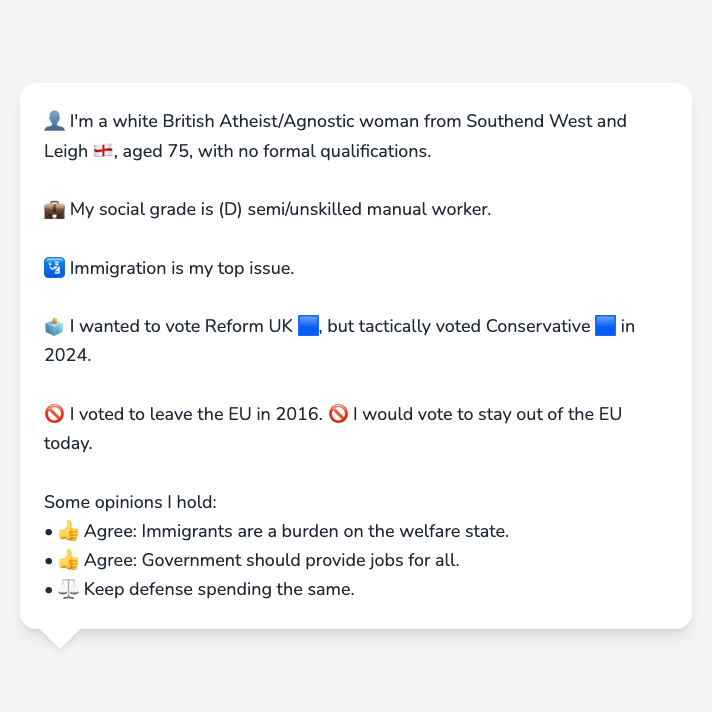 👤 I'm a white British Atheist/Agnostic woman from Southend West and
Leigh 🏴󠁧󠁢󠁥󠁮󠁧󠁿, aged 75, with no formal qualifications.
💼 My social grade is (D) semi/unskilled manual worker.
🛂 Immigration is my top issue.
🗳️ I wanted to vote Reform UK 🟦, but tactically voted Conservative 🟦 in
2024.
🚫 I voted to leave the EU in 2016. 🚫 I would vote to stay out of the EU
today.
Some opinions I hold:
• 👍 Agree: Immigrants are a burden on the welfare state.
• 👍 Agree: Government should provide jobs for all.
• ⚖️ Keep defense spending the same.